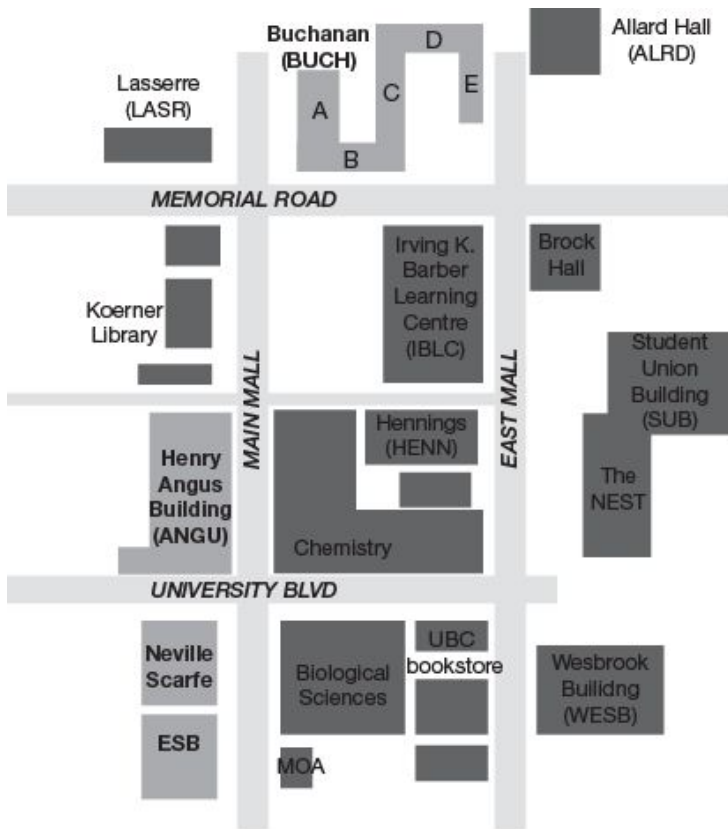 Buchanan
(BUCH)
D
Allard Hall
(ALRD)
Lasserre
(LASR)
A
C
E
B
MEMORIAL ROAD
Irving K.
Barber
Learning
Centre
(IBLC)
Brock
Hall
Koerner
Library
Student
Union
Building
(SUB)
MAIN MALL
EAST MALL
Hennings
(HENN)
Henry
Angus
Building
(ANGU)
The
NEST
Chemistry
UNIVERSITY BLVD
Neville
Scarfe
Biological
Sciences
UBC
bookstore
Wesbrook
Builidng
(WESB)
ESB
MOA